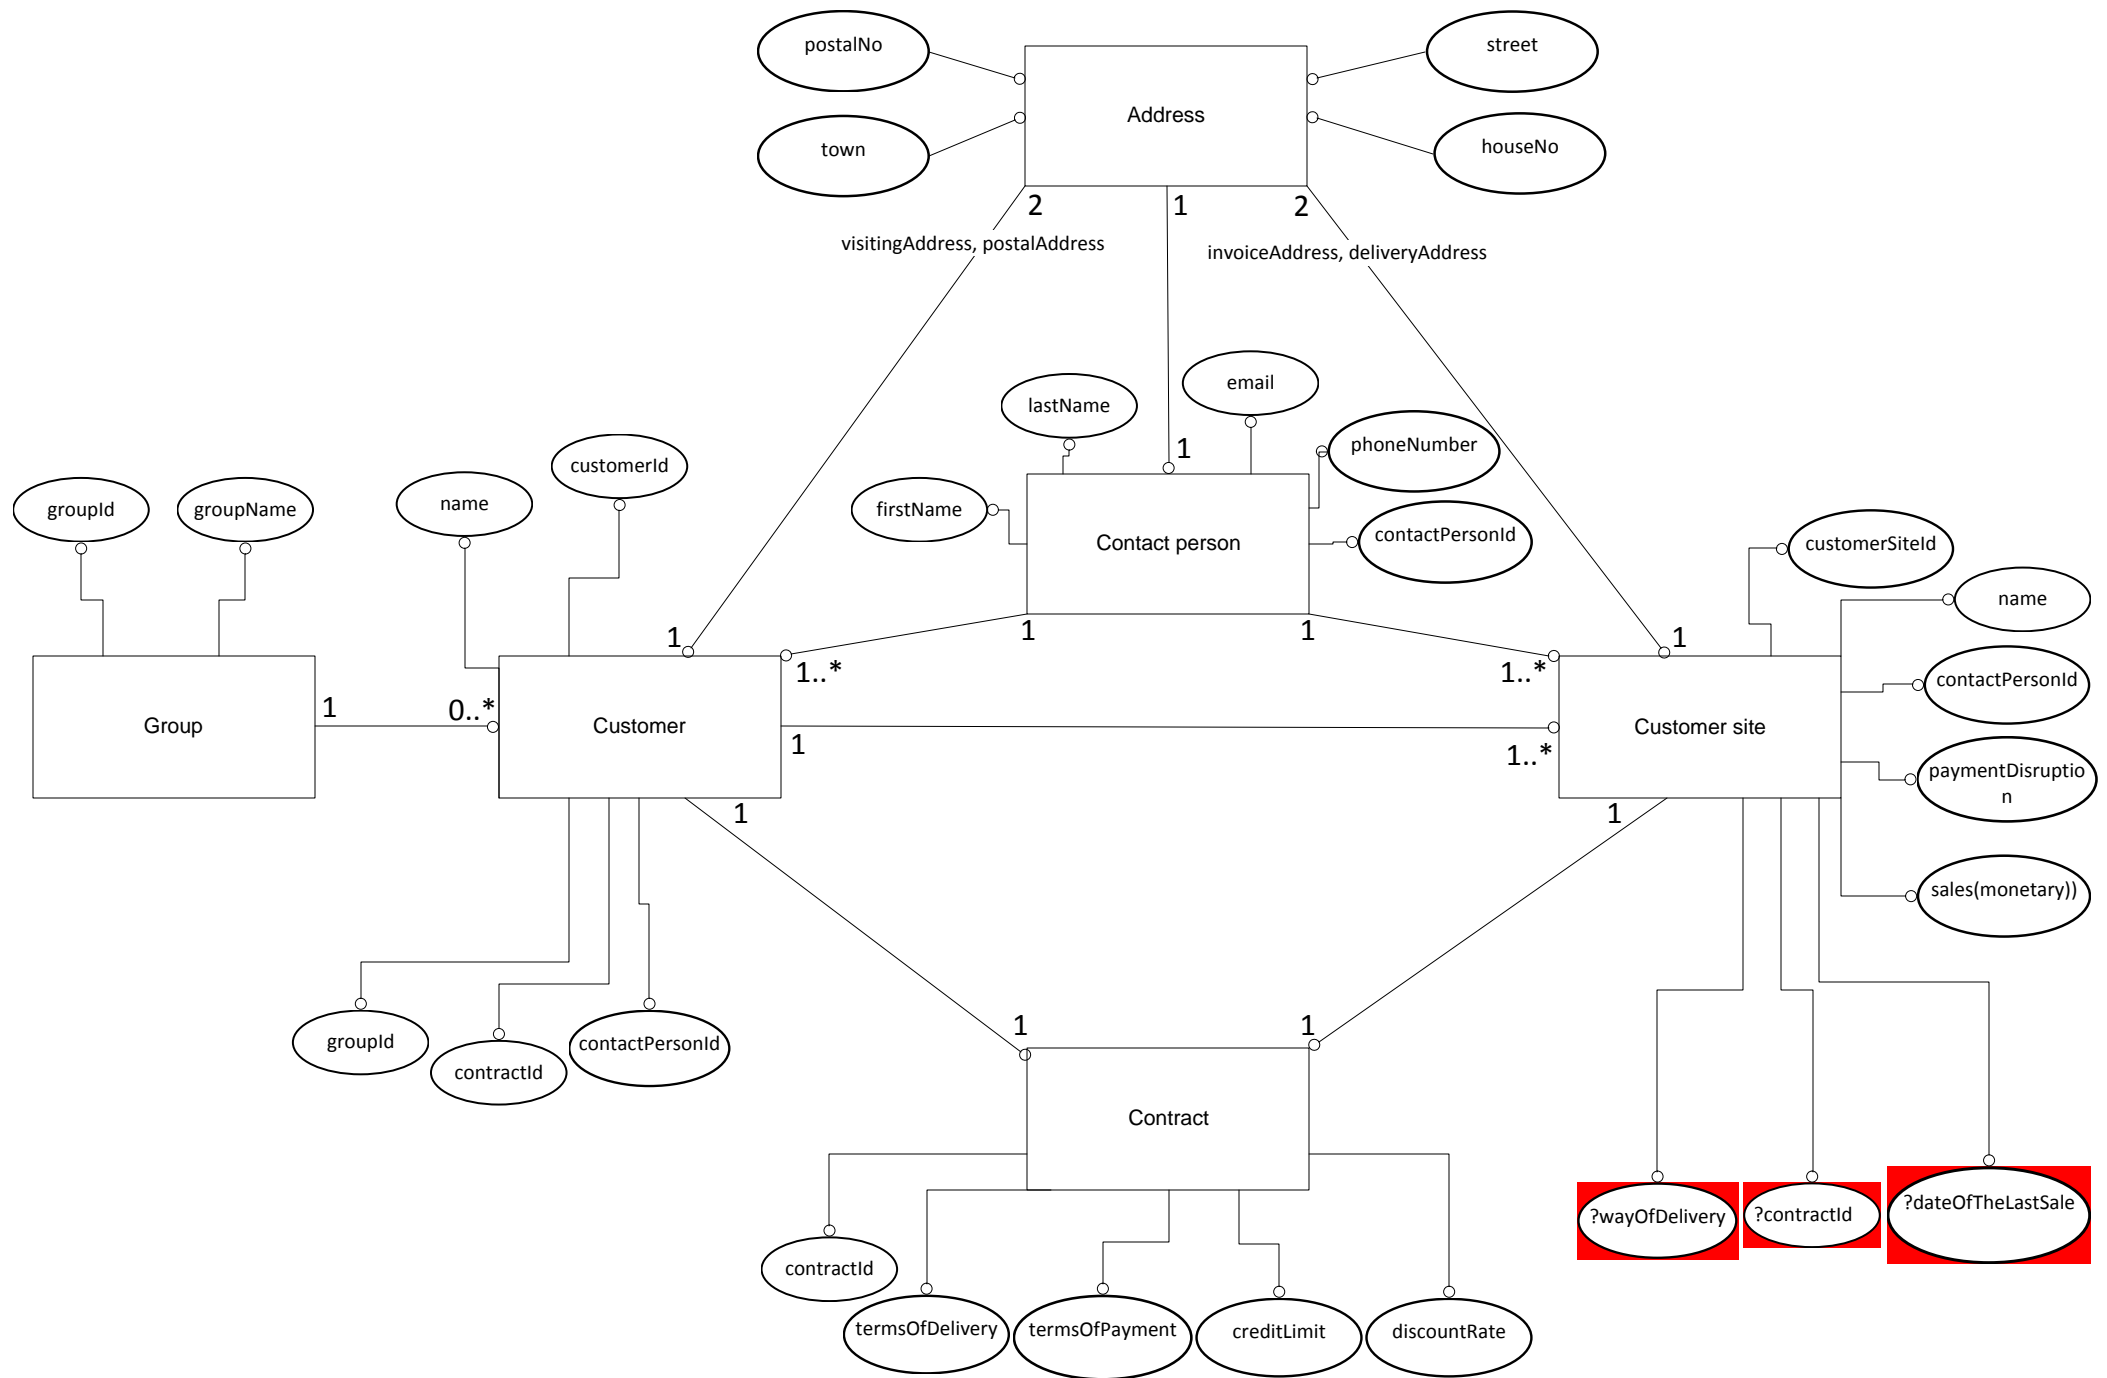 postalNo
street
Address
town
houseNo
2
1
2
visitingAddress, postalAddress
invoiceAddress, deliveryAddress
email
lastName
phoneNumber
1
customerId
name
groupId
groupName
firstName
Contact person
contactPersonId
customerSiteId
name
1
1
1
1
1..*
1..*
contactPersonId
1
0..*
Group
Customer
Customer site
1
1..*
paymentDisruptio
n
1
1
sales(monetary))
1
1
groupId
contractId
contactPersonId
Contract
?wayOfDelivery
?contractId
?dateOfTheLastSale
contractId
termsOfDelivery
termsOfPayment
creditLimit
discountRate